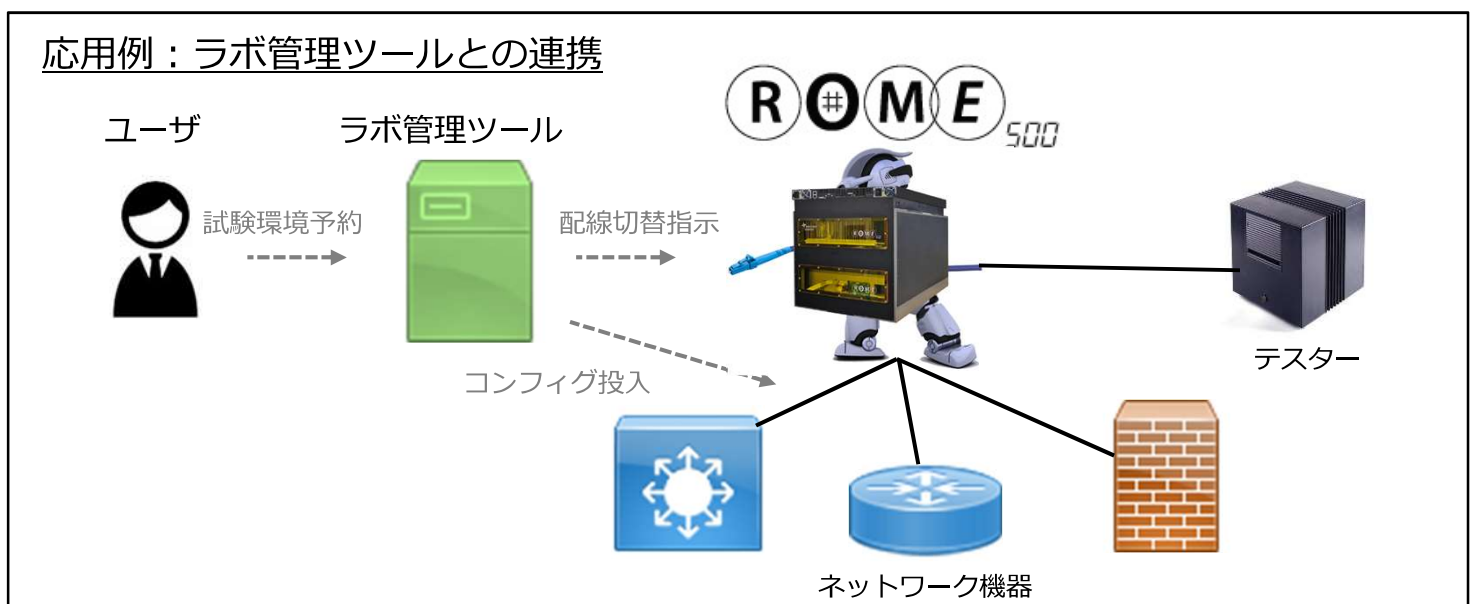 応用例：ラボ管理ツールとの連携
ROME 500
ユーザ
ラボ管理ツール
試験環境予約
配線切替指示
コンフィグ投入
テスター
ネットワーク機器